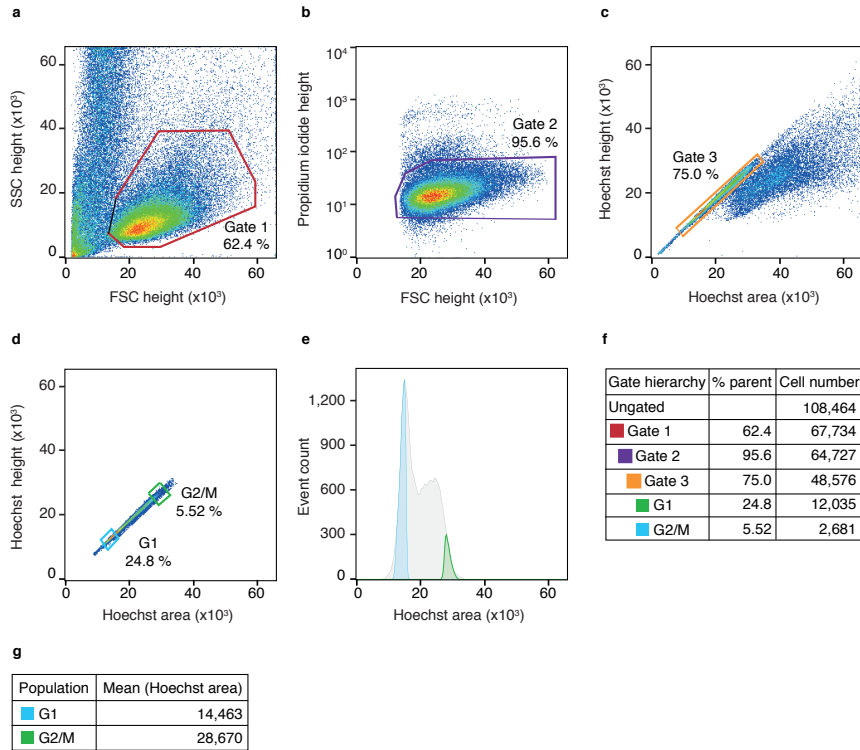 a
SSC height (x10³)
60
40
20
0
0
20
40
60
FSC height (x10³)
Gate 1
62.4 %
b
Propidium iodide height
10⁴
10³
10²
10¹
10⁰
0
20
40
60
FSC height (x10³)
Gate 2
95.6 %
c
Hoechst height (x10³)
60
40
20
0
0
20
40
60
Hoechst area (x10³)
Gate 3
75.0 %
d
Hoechst height (x10³)
60
40
20
0
0
20
40
60
Hoechst area (x10³)
G2/M
5.52 %
G1
24.8 %
e
Event count
1,200
900
600
300
0
0
20
40
60
Hoechst area (x10³)
f
Gate hierarchy % parent Cell number
Ungated 108,464
Gate 1 62.4 67,734
Gate 2 95.6 64,727
Gate 3 75.0 48,576
G1 24.8 12,035
G2/M 5.52 2,681
g
Population Mean (Hoechst area)
G1 14,463
G2/M 28,670